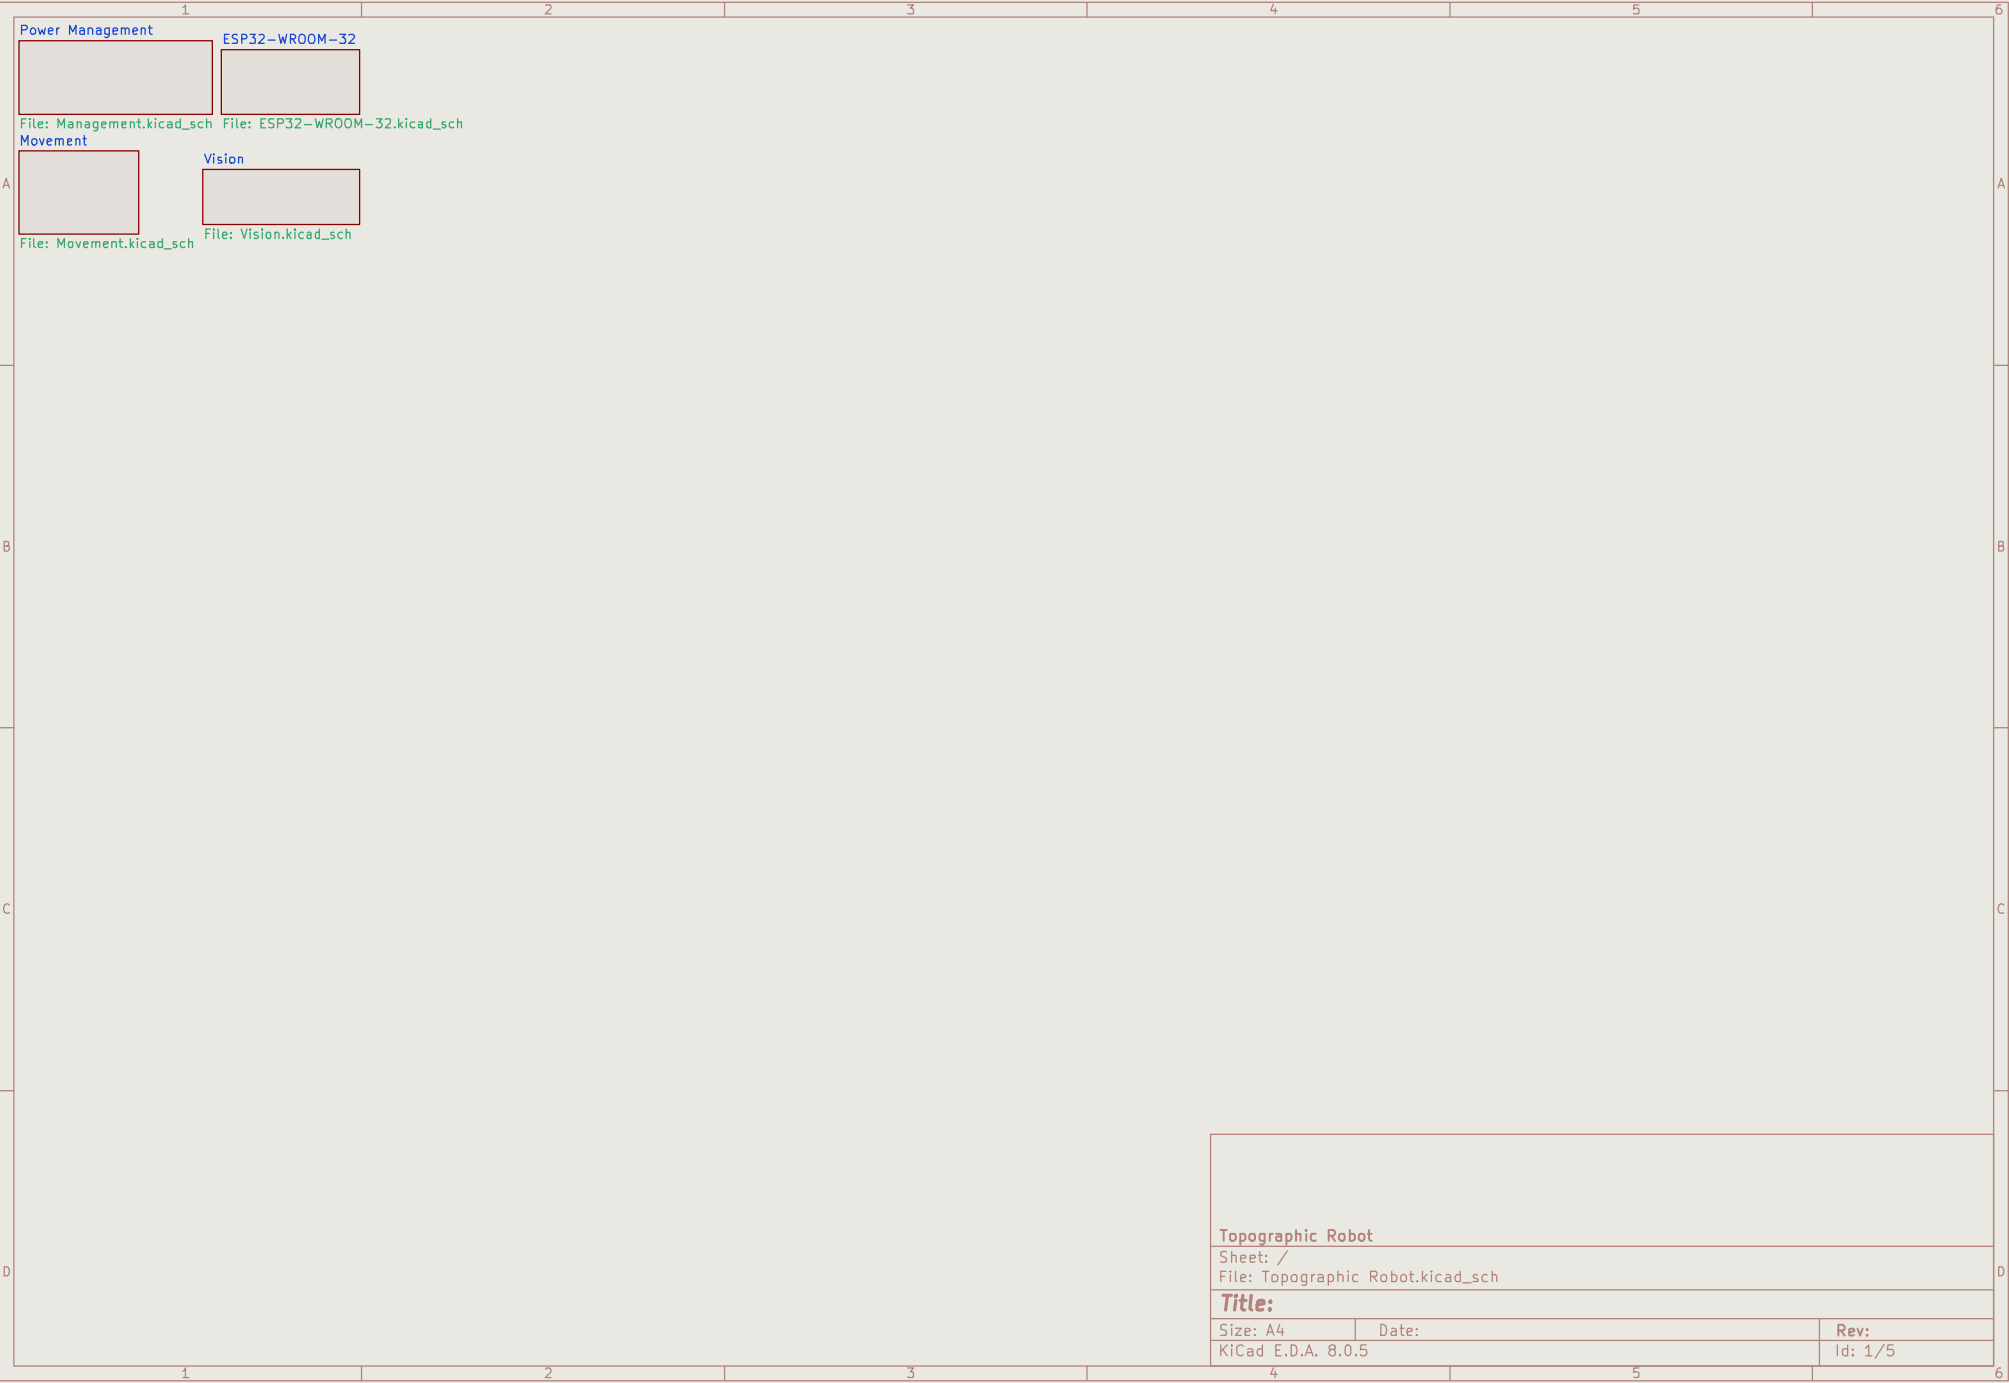 1 2 3 4 5 6
Power Management
ESP32-WROOM-32
File: Management.kicad_sch
File: ESP32-WROOM-32.kicad_sch
Movement
Vision
A A
File: Vision.kicad_sch
File: Movement.kicad_sch
B B
C C
Topographic Robot
Sheet: /
D D
File: Topographic Robot.kicad_sch
Title:
Size: A4 Date: Rev:
KiCad E.D.A. 8.0.5 Id: 1/5
1 2 3 4 5 6